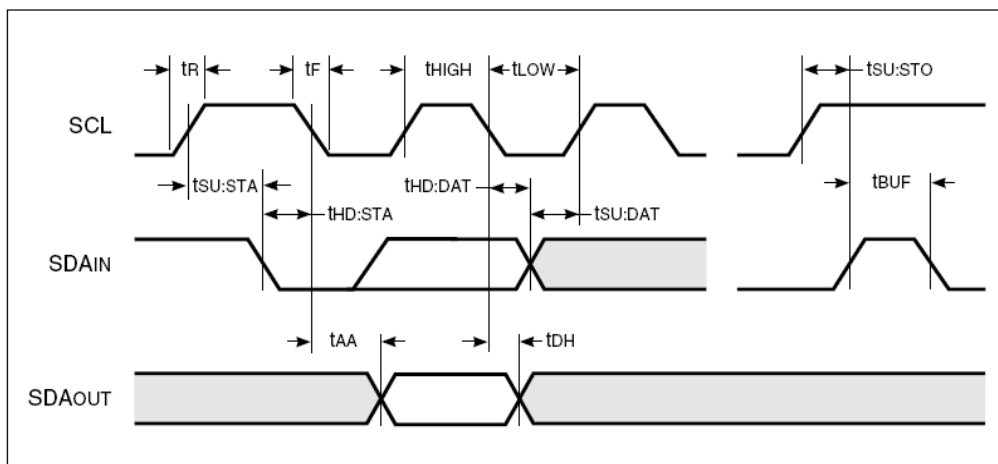 tR tF tHIGH tLOW tSU:STO
SCL
tSU:STA tHD:STA tHD:DAT tSU:DAT tBUF
SDAIN
tAA tDH
SDAOUT